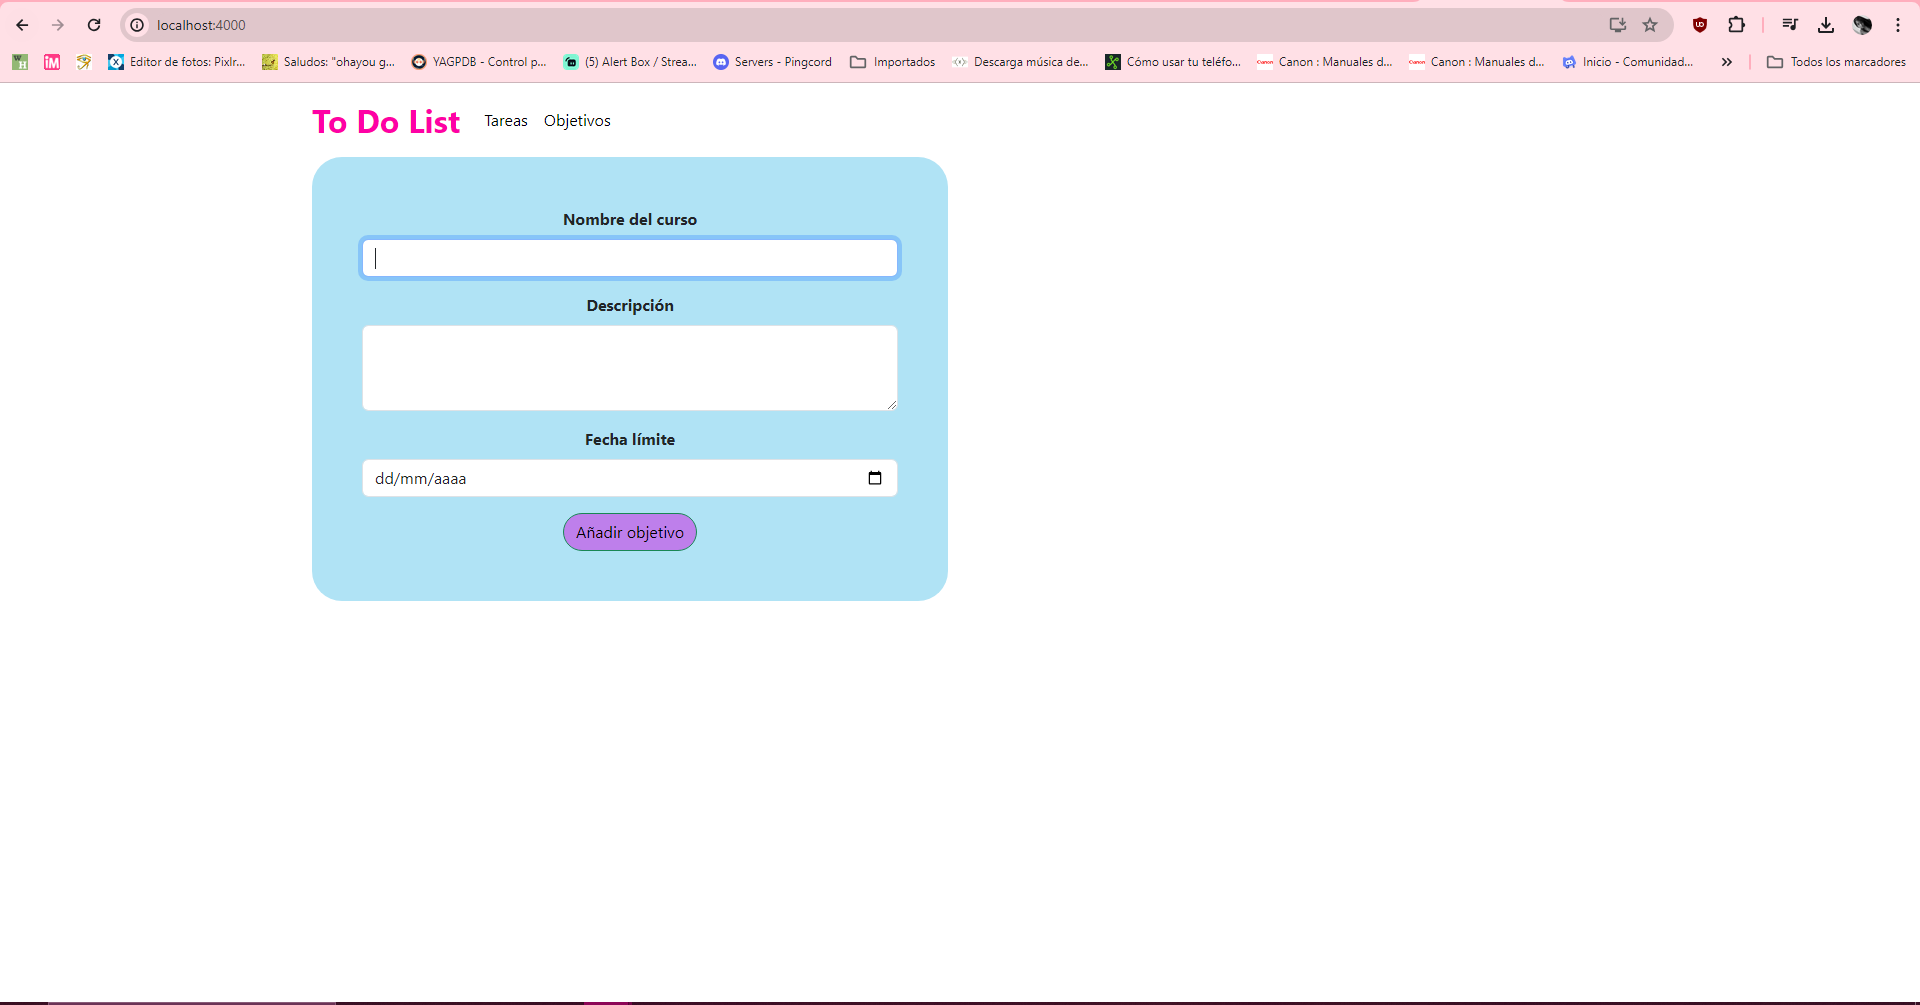 localhost:4000
Editor de fotos: Pixlr...
Saludos: "ohayou g...
YAGPDB - Control p...
(5) Alert Box / Strea...
Servers - Pingcord
Importados
Descarga música de...
Cómo usar tu teléfo...
Canon : Manuales d...
Canon : Manuales d...
Inicio - Comunidad...
Todos los marcadores
To Do List
Tareas
Objetivos
Nombre del curso
Descripción
Fecha límite
dd/mm/aaaa
Añadir objetivo